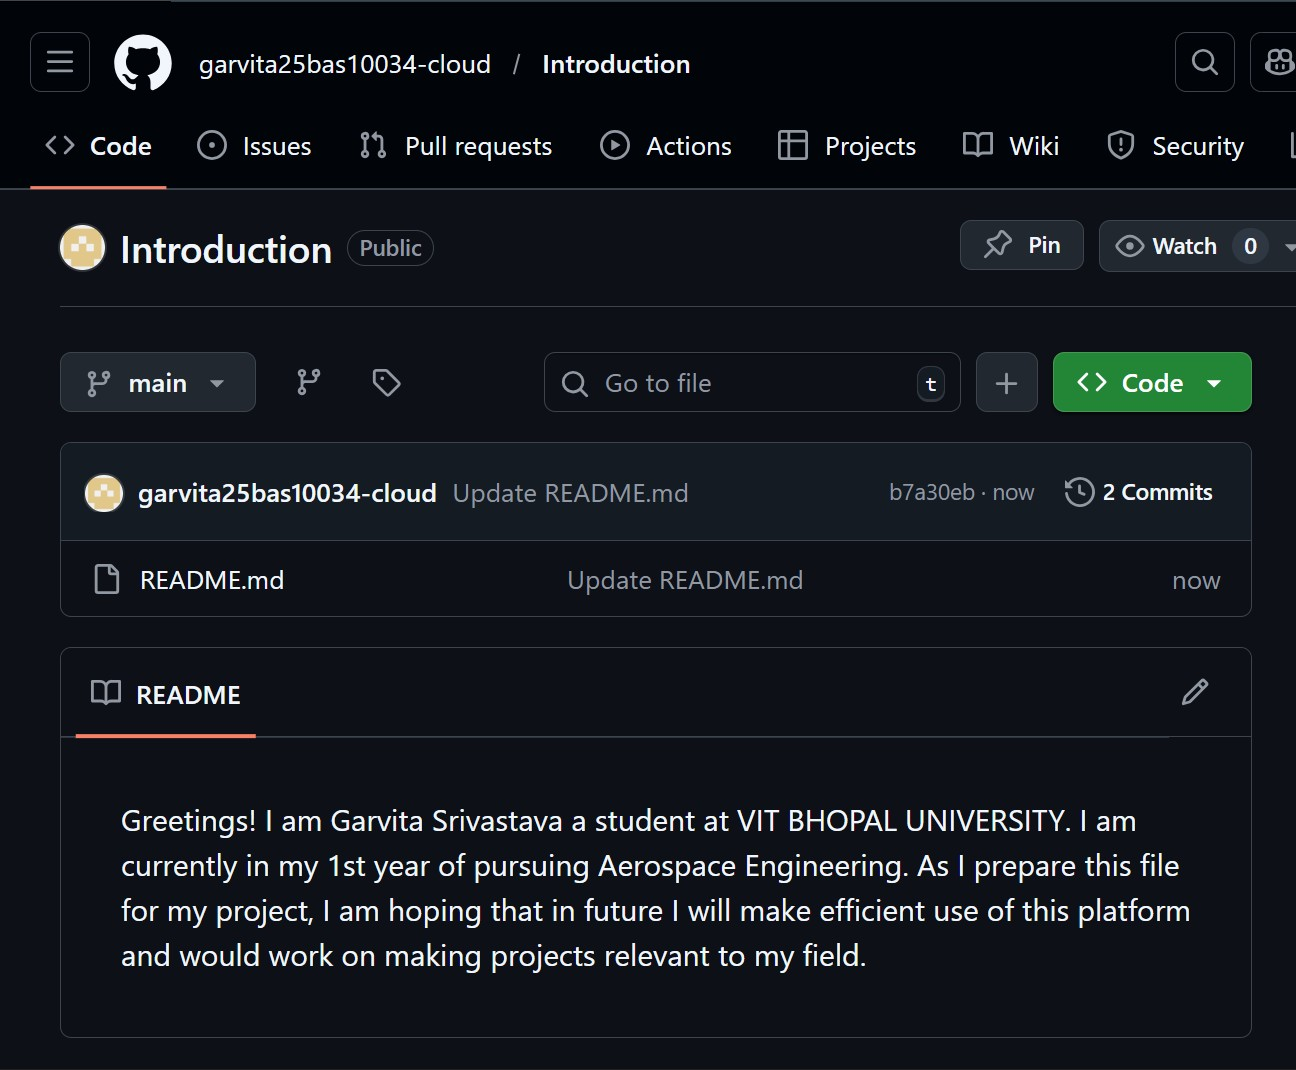 garvita25bas10034-cloud / Introduction
Code Issues Pull requests Actions Projects Wiki Security
Introduction Public Pin Watch 0
main Go to file t + Code
garvita25bas10034-cloud Update README.md b7a30eb · now 2 Commits
README.md Update README.md now
README
Greetings! I am Garvita Srivastava a student at VIT BHOPAL UNIVERSITY. I am
currently in my 1st year of pursuing Aerospace Engineering. As I prepare this file
for my project, I am hoping that in future I will make efficient use of this platform
and would work on making projects relevant to my field.